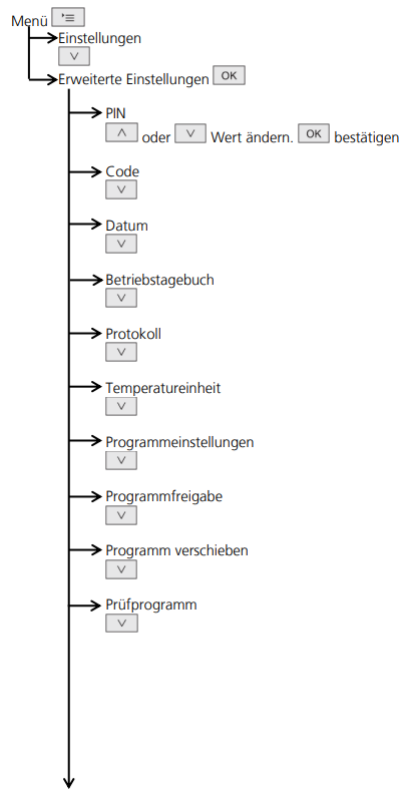 Menü
Einstellungen
Erweiterte Einstellungen OK
PIN
oder Wert ändern. OK bestätigen
Code
Datum
Betriebstagebuch
Protokoll
Temperatureinheit
Programmeinstellungen
Programmfreigabe
Programm verschieben
Prüfprogramm